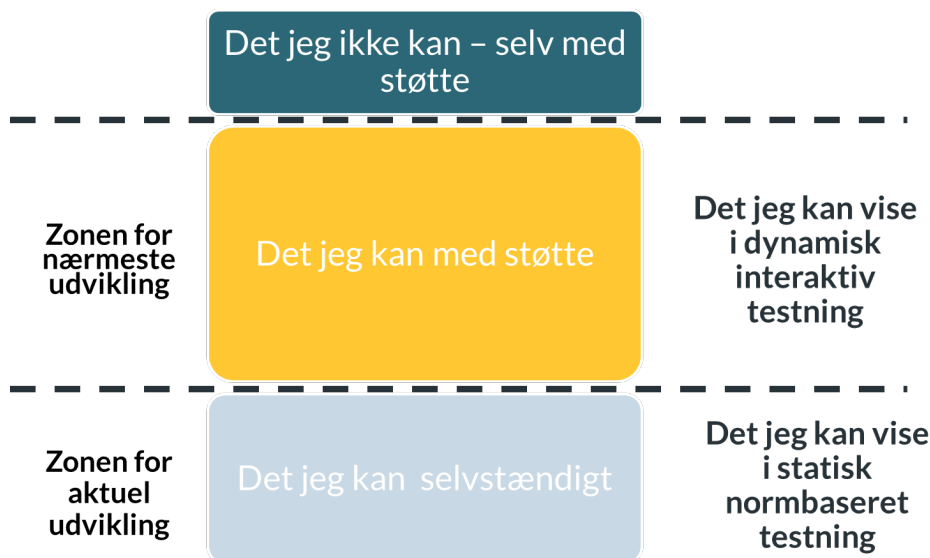 Det jeg ikke kan – selv med
støtte
Zonen for
nærmeste
udvikling
Det jeg kan med støtte
Det jeg kan vise
i dynamisk
interaktiv
testning
Zonen for
aktuel
udvikling
Det jeg kan selvstændigt
Det jeg kan vise
i statisk
normbaseret
testning